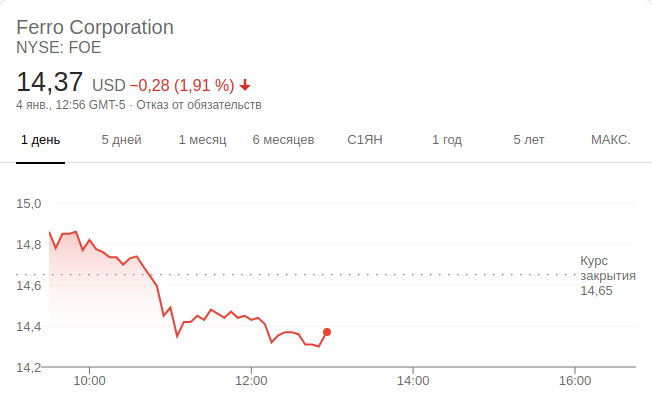 Ferro Corporation
NYSE: FOE
14,37 USD −0,28 (1,91 %)
4 янв., 12:56 GMT-5 · Отказ от обязательств
1 день 5 дней 1 месяц 6 месяцев С1ЯН 1 год 5 лет МАКС.
15,0
14,8
Курс
закрытия
14,65
14,6
14,4
14,2
10:00 12:00 14:00 16:00